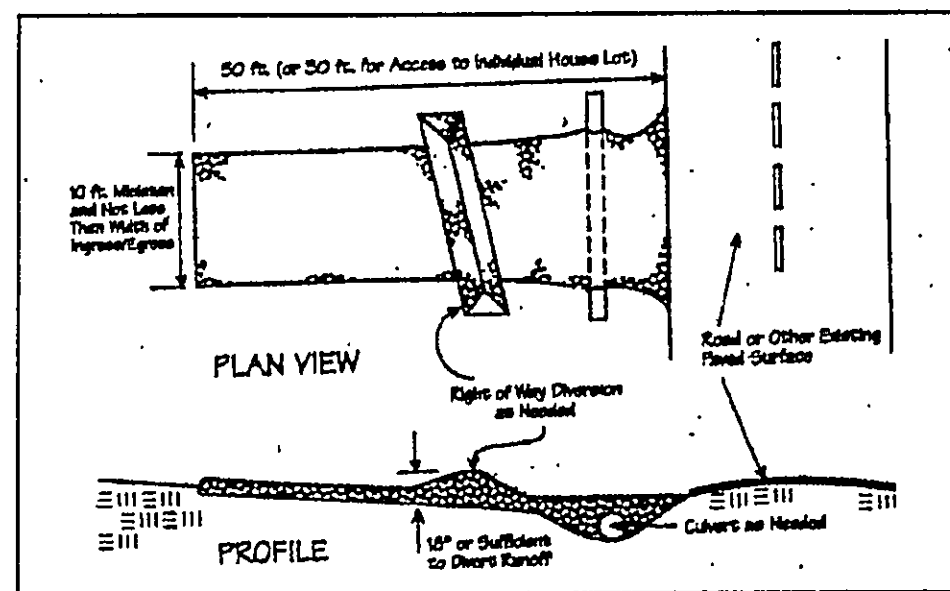 50 ft. (or 30 ft. for Access to Individual House Lot)
10 ft. Minimum
and Not Less
Than Width of
Ingress/Egress
PLAN VIEW
Right of Way Diversion
as Needed
Road or Other Existing
Paved Surface
Culvert as Needed
18" or Sufficient
to Divert Runoff
PROFILE